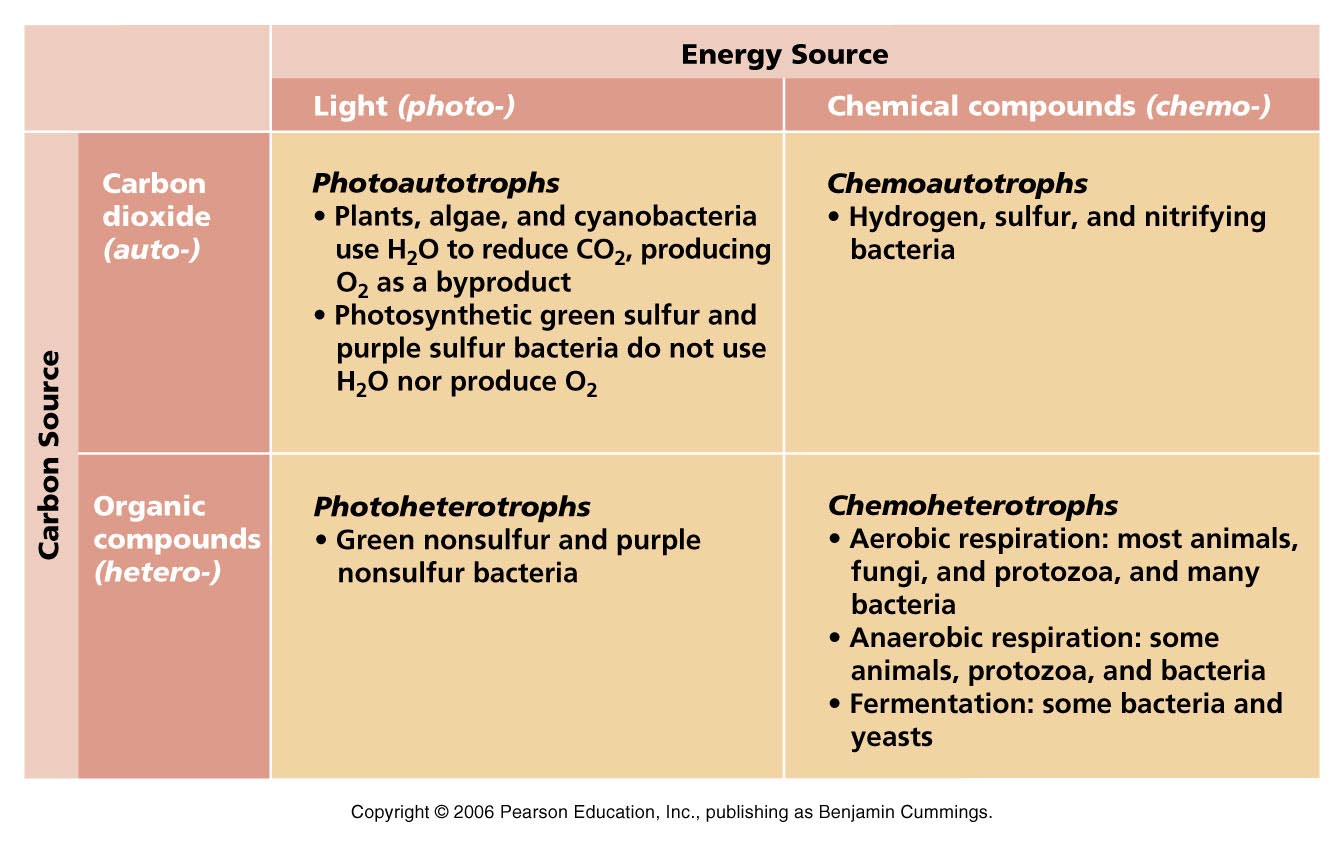 Energy Source
Light (photo-)
Chemical compounds (chemo-)
Carbon Source
Carbon
dioxide
(auto-)
Photoautotrophs
• Plants, algae, and cyanobacteria
use H₂O to reduce CO₂, producing
O₂ as a byproduct
• Photosynthetic green sulfur and
purple sulfur bacteria do not use
H₂O nor produce O₂
Chemoautotrophs
• Hydrogen, sulfur, and nitrifying
bacteria
Organic
compounds
(hetero-)
Photoheterotrophs
• Green nonsulfur and purple
nonsulfur bacteria
Chemoheterotrophs
• Aerobic respiration: most animals,
fungi, and protozoa, and many
bacteria
• Anaerobic respiration: some
animals, protozoa, and bacteria
• Fermentation: some bacteria and
yeasts
Copyright © 2006 Pearson Education, Inc., publishing as Benjamin Cummings.